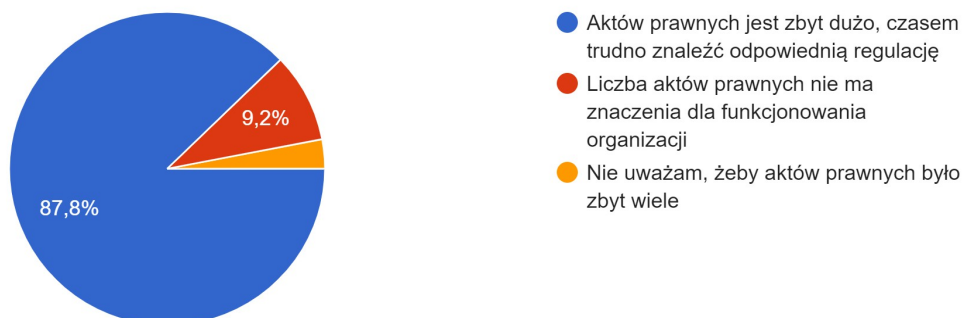 Aktów prawnych jest zbyt dużo, czasem
trudno znaleźć odpowiednią regulację
Liczba aktów prawnych nie ma
znaczenia dla funkcjonowania
organizacji
Nie uważam, żeby aktów prawnych było
zbyt wiele
9,2%
87,8%